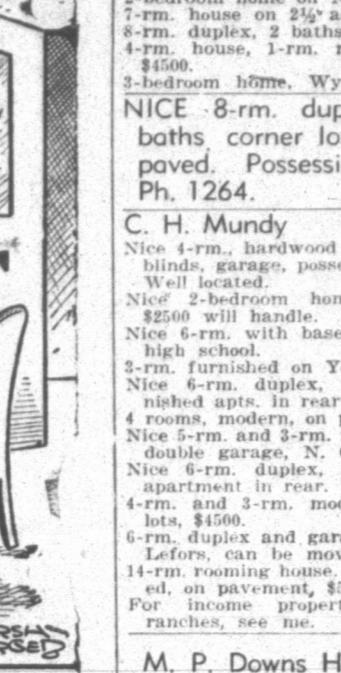 7-rm. house on 2½ a
8-rm. duplex, 2 baths
4-rm. house, 1-rm.
$4500.
3-bedroom home, Wy
NICE 8-rm. dup
baths corner lo
paved. Possessi
Ph. 1264.
C. H. Mundy
Nice 4-rm., hardwood
blinds, garage, posse
Well located.
Nice 2-bedroom hom
$2500 will handle.
Nice 6-rm. with base
high school.
3-rm. furnished on Y
Nice 6-rm. duplex,
nished apts. in rear
4 rooms, modern, on p
Nice 5-rm. and 3-rm.
double garage, N.
Nice 6-rm. duplex,
apartment in rear.
4-rm. and 3-rm. mod
lots, $4500.
6-rm. duplex and gara
Lefors, can be mov
14-rm. rooming house.
ed, on pavement, $5
For income propert
ranches, see me.
M. P. Downs H